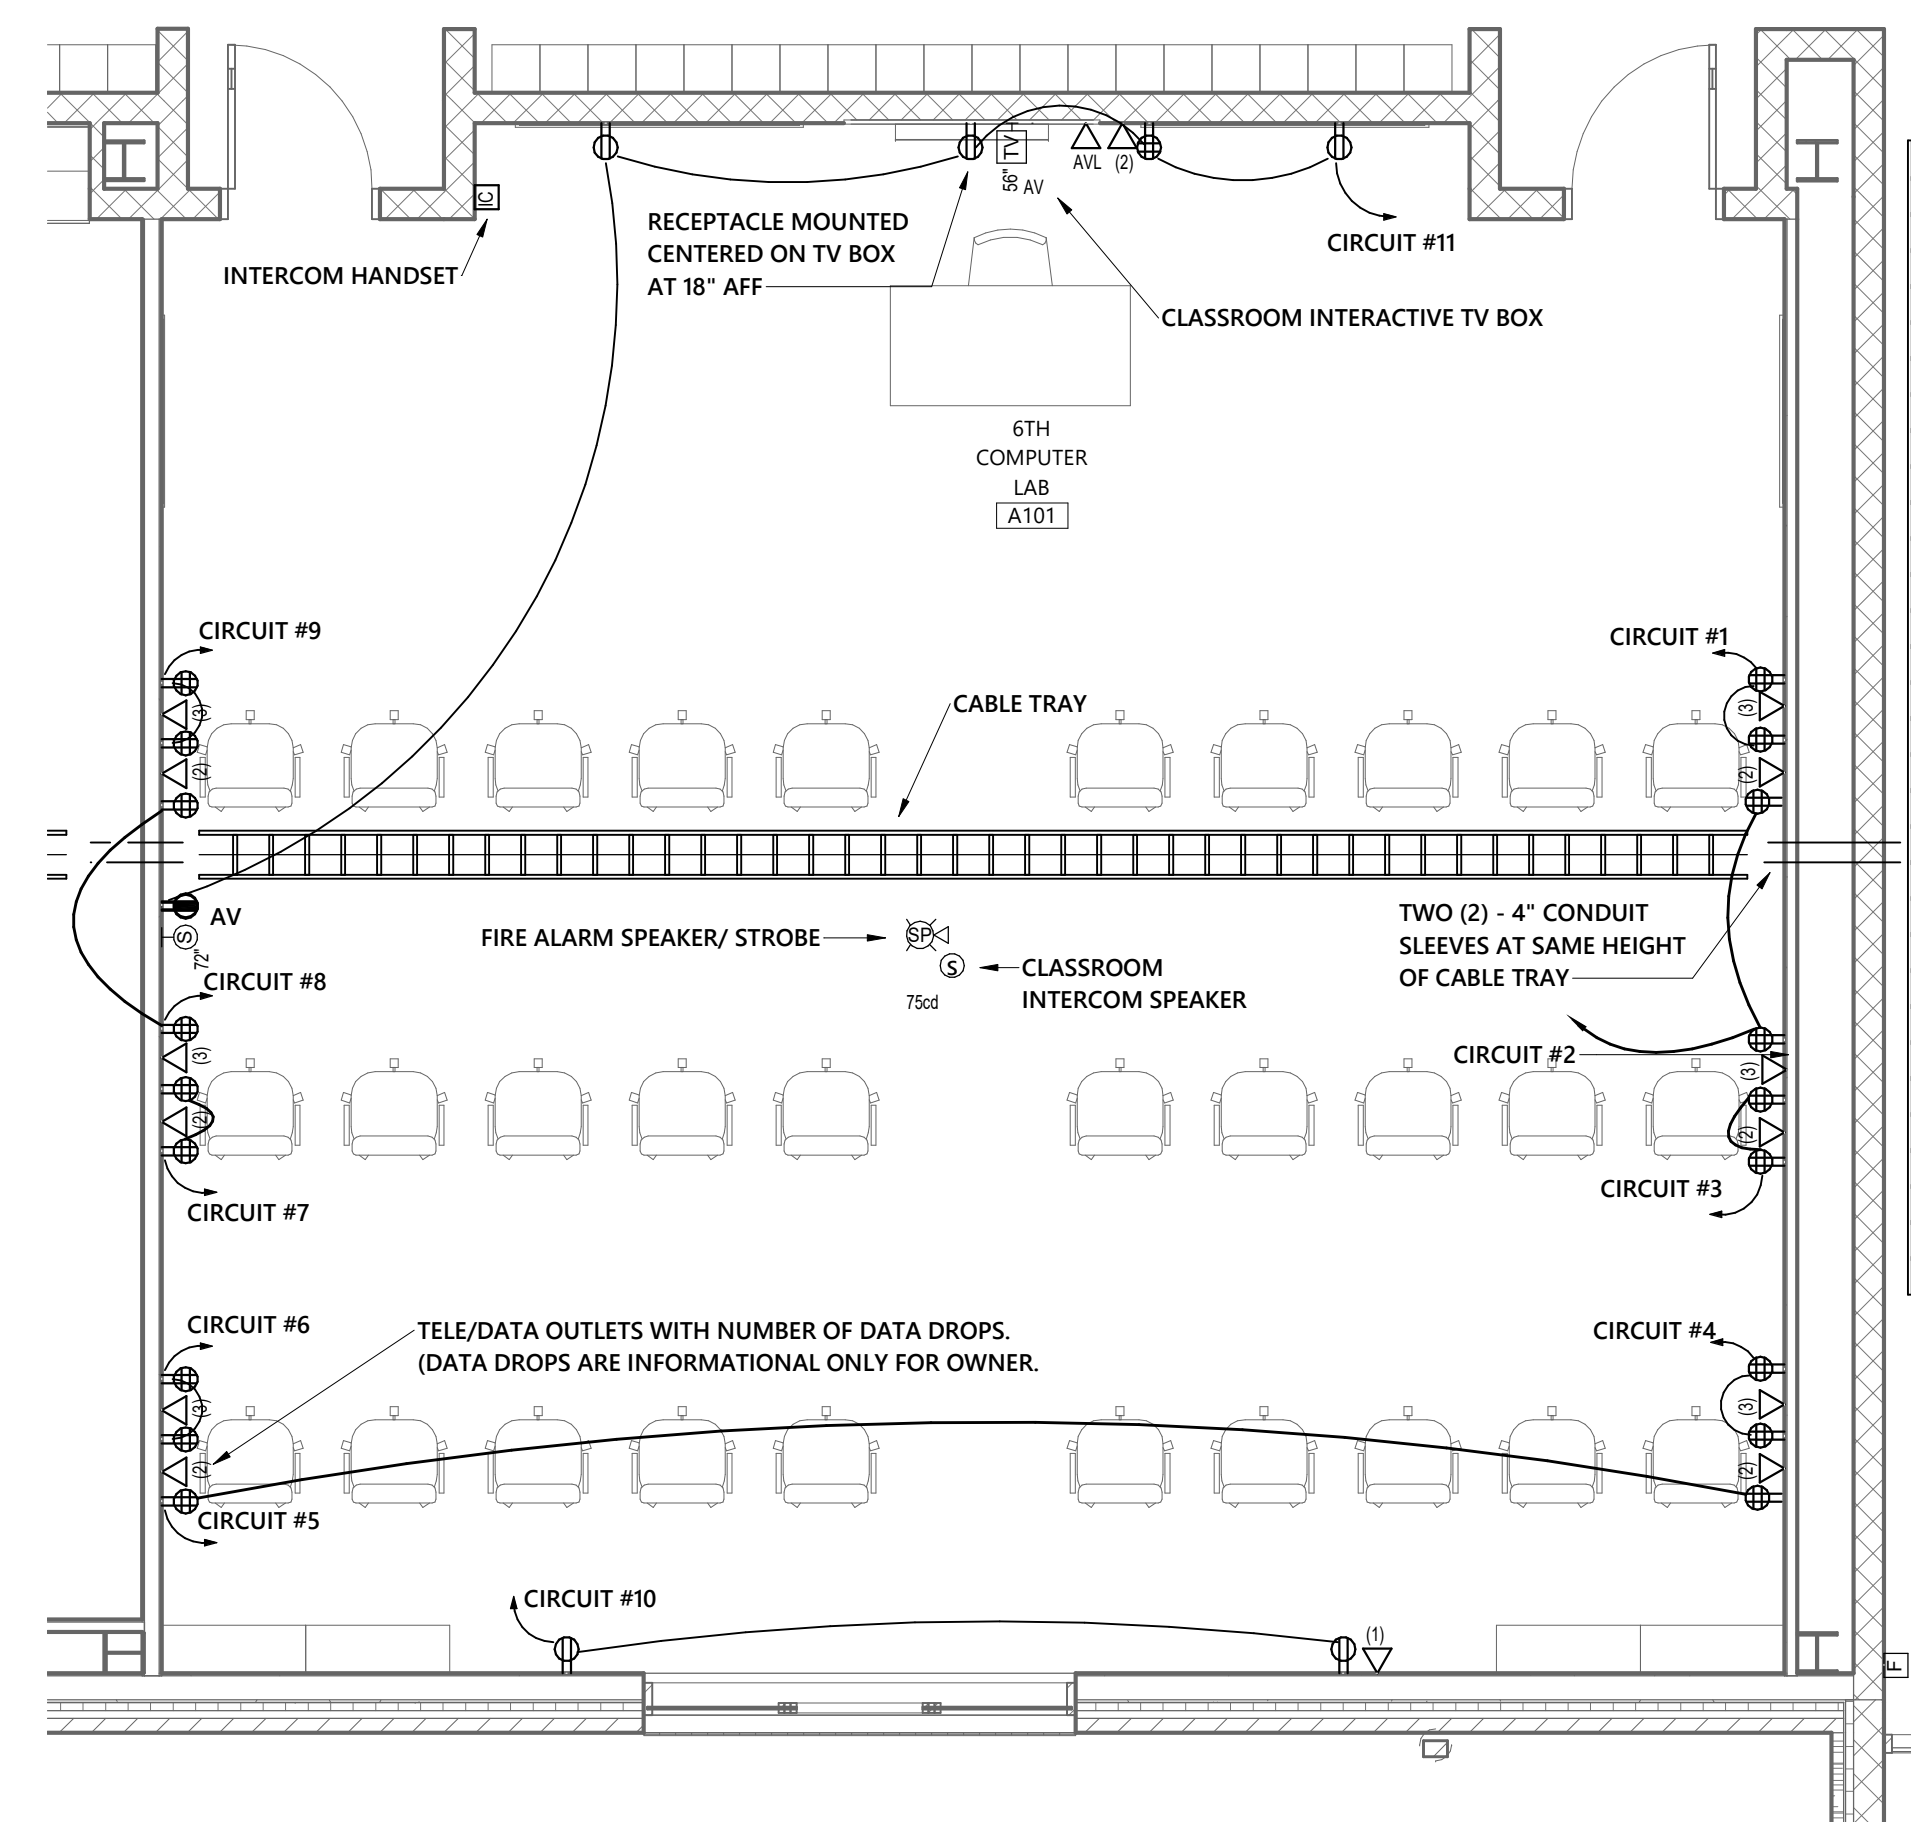 TV
AVL
(2)
56"
AV
IC
RECEPTACLE MOUNTED
CENTERED ON TV BOX
AT 18" AFF
CIRCUIT #11
INTERCOM HANDSET
CLASSROOM INTERACTIVE TV BOX
6TH
COMPUTER
LAB
A101
CIRCUIT #9
CIRCUIT #1
(3)
(3)
CABLE TRAY
(2)
(2)
AV
S
72"
FIRE ALARM SPEAKER/ STROBE
SP
S
75cd
CLASSROOM
INTERCOM SPEAKER
TWO (2) - 4" CONDUIT
SLEEVES AT SAME HEIGHT
OF CABLE TRAY
CIRCUIT #8
CIRCUIT #2
(3)
(3)
(2)
(2)
CIRCUIT #7
CIRCUIT #3
CIRCUIT #6
TELE/DATA OUTLETS WITH NUMBER OF DATA DROPS.
(DATA DROPS ARE INFORMATIONAL ONLY FOR OWNER.
CIRCUIT #4
(3)
(3)
(2)
(2)
CIRCUIT #5
CIRCUIT #10
(1)
F